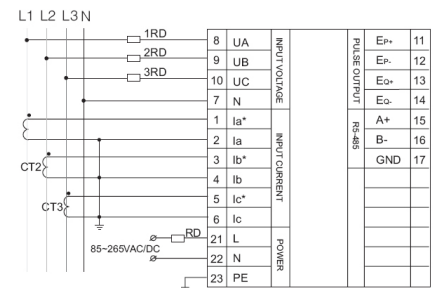 L1 L2 L3 N
1RD 8 UA
2RD 9 UB
3RD 10 UC
7 N
INPUT VOLTAGE
1 Ia*
2 Ia
CT2 3 Ib*
4 Ib
CT3 5 Ic*
6 Ic
INPUT CURRENT
RD 21 L
85~265VAC/DC
22 N
23 PE
POWER
PULSE OUTPUT
EP+ 11
EP- 12
EQ+ 13
EQ- 14
R5-485
A+ 15
B- 16
GND 17